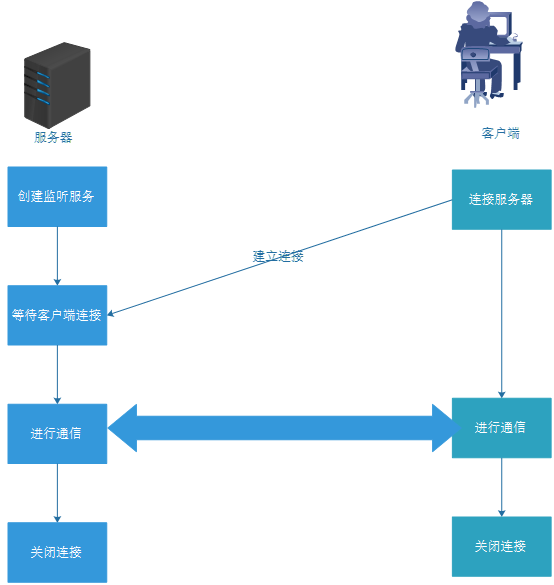 服务器
客户端
创建监听服务
连接服务器
建立连接
等待客户端连接
进行通信
进行通信
关闭连接
关闭连接